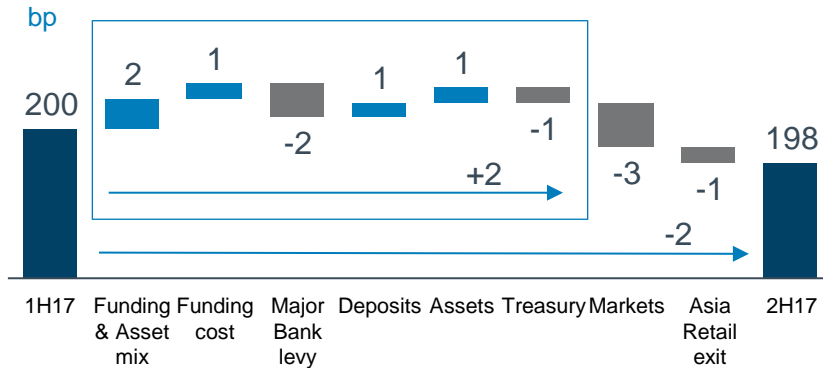 bp
200
2
1
-2
1
1
-1
-3
-1
198
+2
-2
1H17
Funding & Asset mix
Funding cost
Major Bank levy
Deposits
Assets
Treasury
Markets
Asia Retail exit
2H17